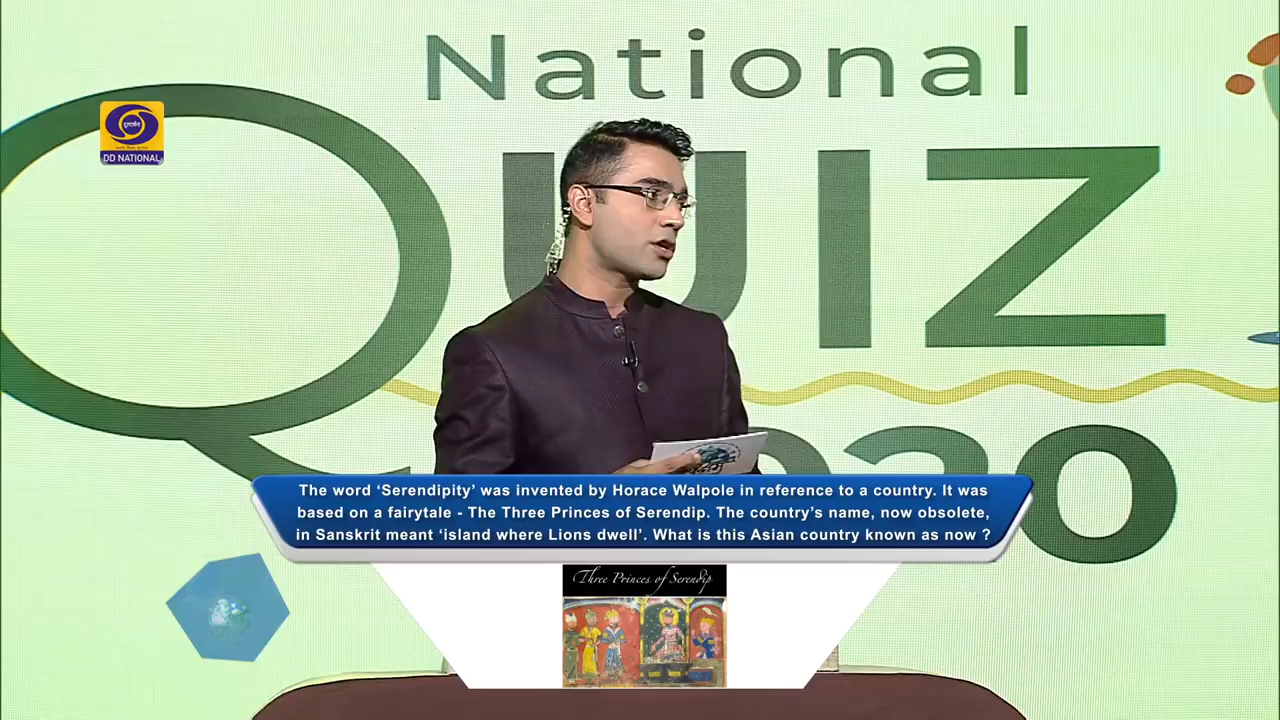 National
QUIZ
2020
DD NATIONAL
The word ‘Serendipity’ was invented by Horace Walpole in reference to a country. It was
based on a fairytale - The Three Princes of Serendip. The country’s name, now obsolete,
in Sanskrit meant ‘island where Lions dwell’. What is this Asian country known as now ?
Three Princes of Serendip